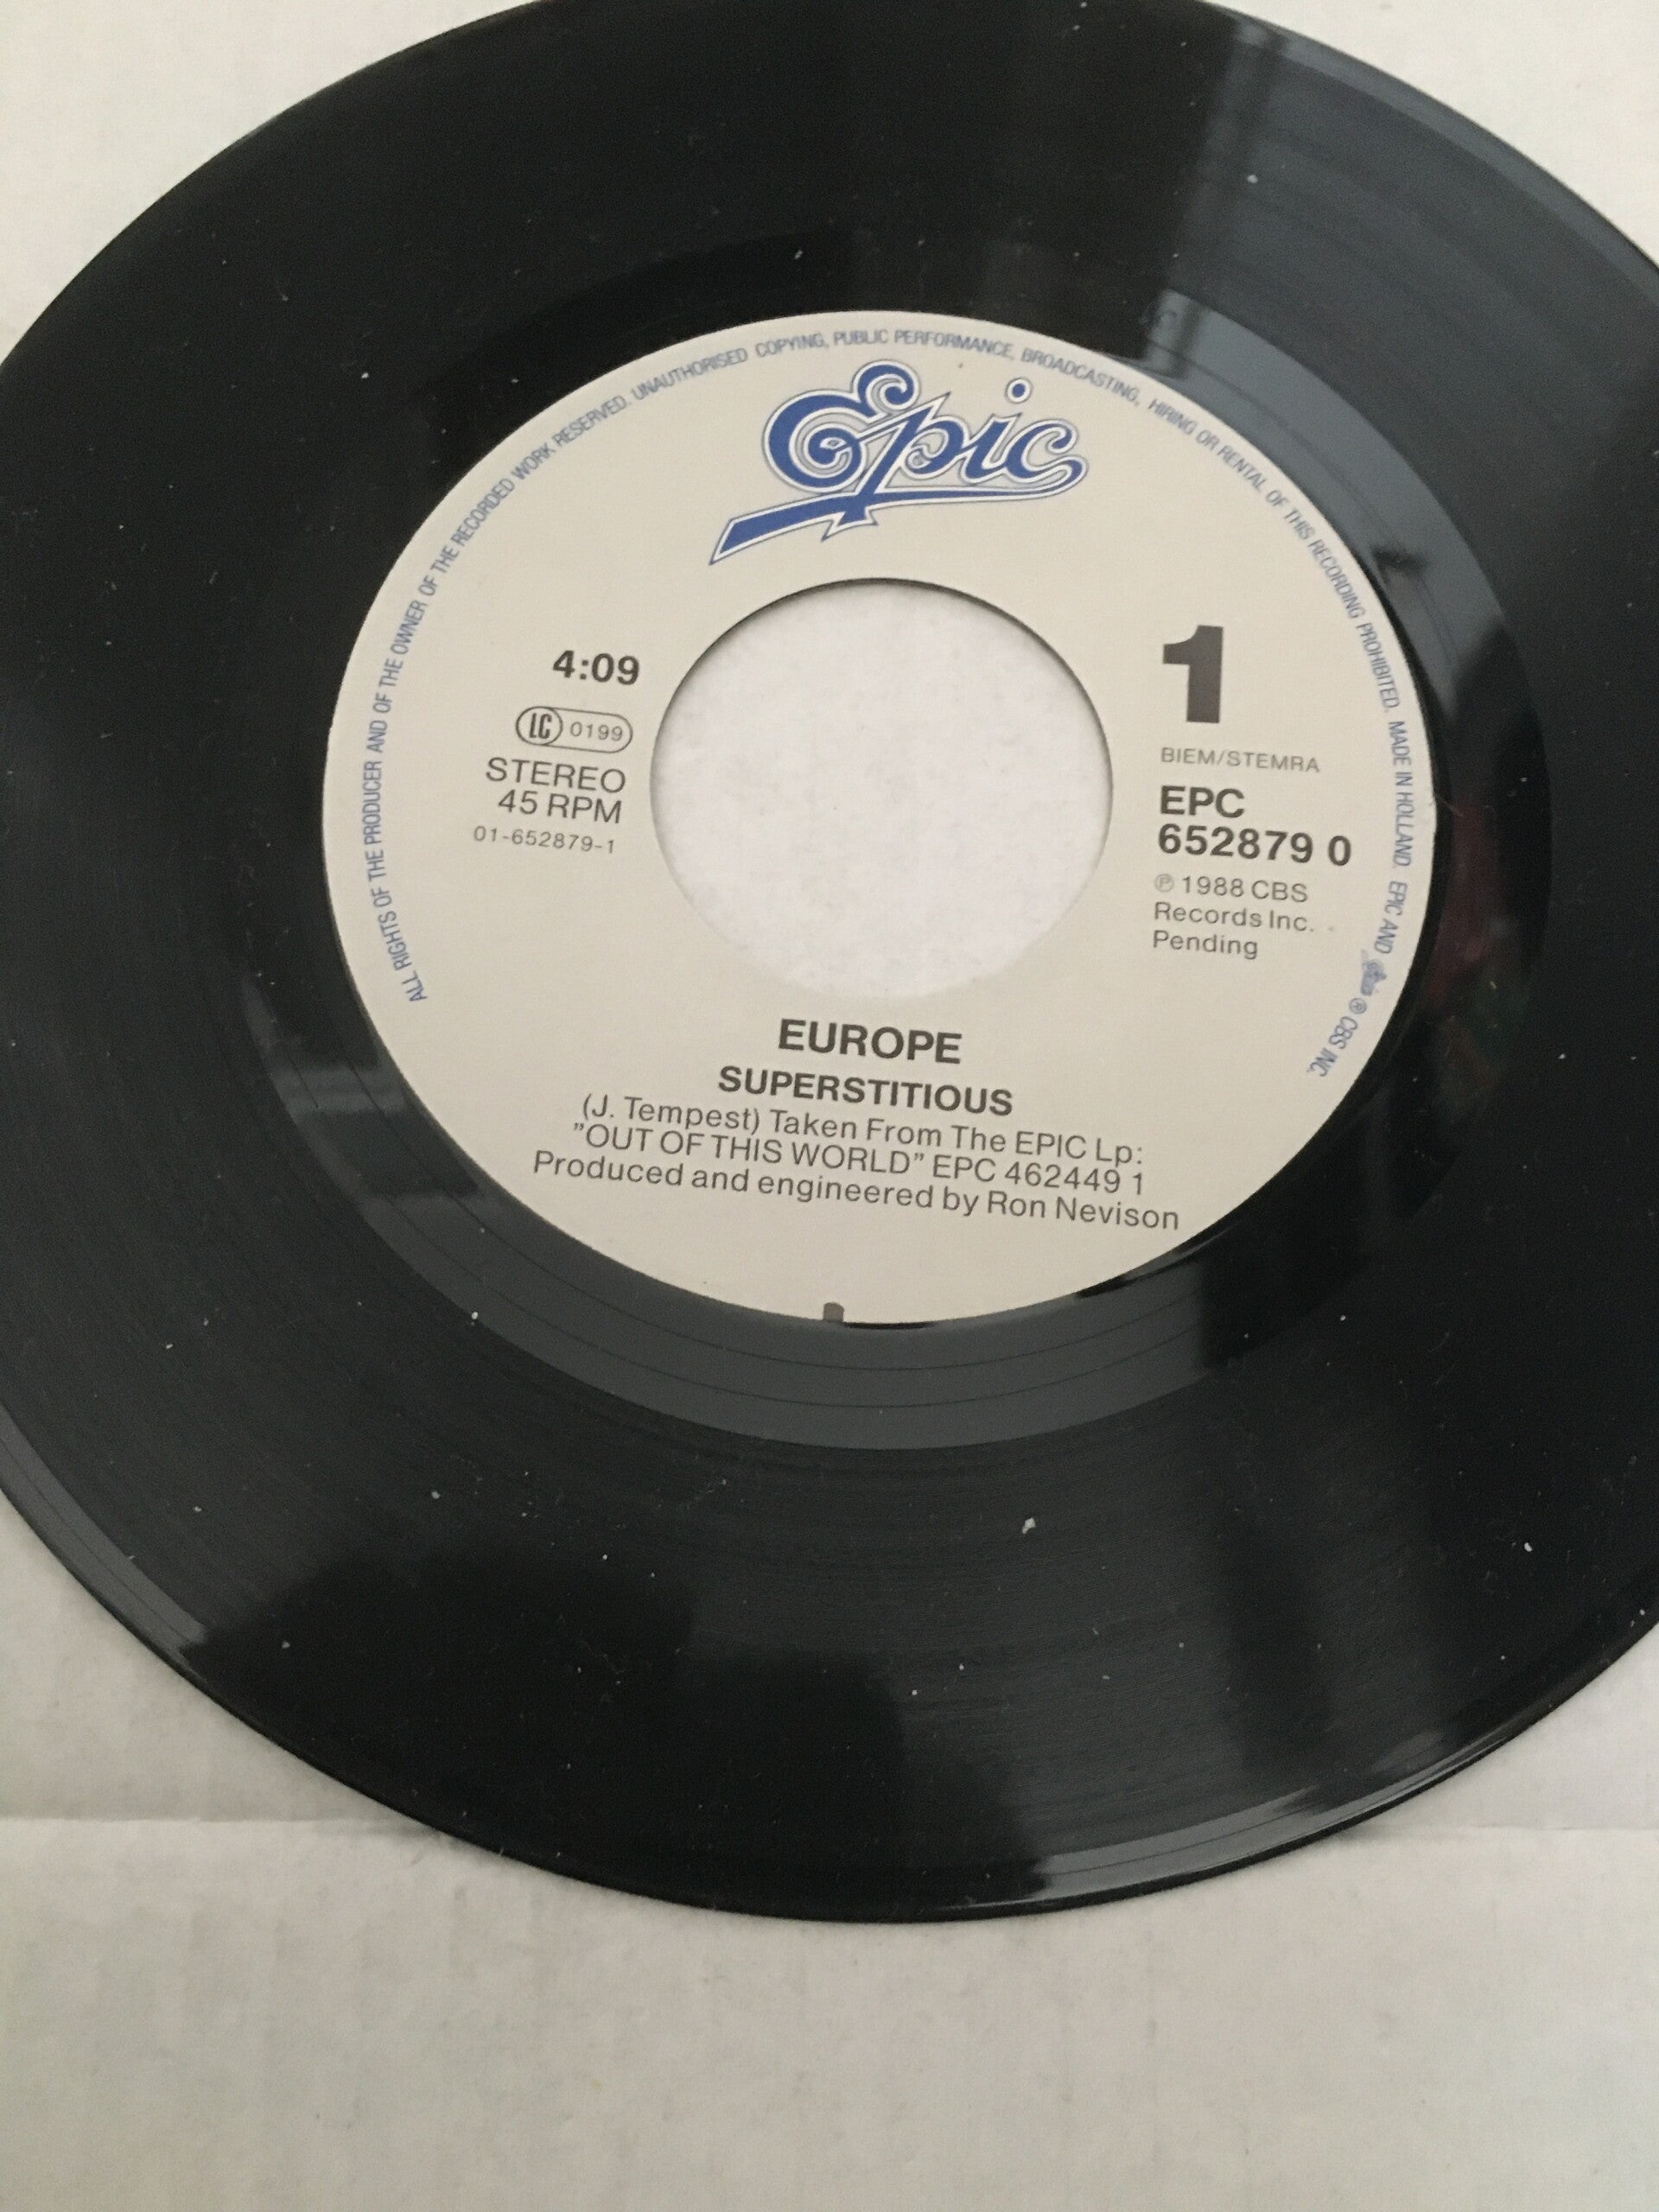 ALL RIGHTS OF THE PRODUCER AND OF THE OWNER OF THE RECORDED WORK RESERVED. UNAUTHORISED COPYING, PUBLIC PERFORMANCE, BROADCASTING, HIRING OR RENTAL OF THIS RECORDING PROHIBITED. MADE IN HOLLAND. EPIC AND Epic ® CBS INC.
Epic
4:09
LC 0199
STEREO
45 RPM
01-652879-1
1
BIEM/STEMRA
EPC
652879 0
℗ 1988 CBS
Records Inc.
Pending
EUROPE
SUPERSTITIOUS
(J. Tempest) Taken From The EPIC Lp:
"OUT OF THIS WORLD" EPC 462449 1
Produced and engineered by Ron Nevison